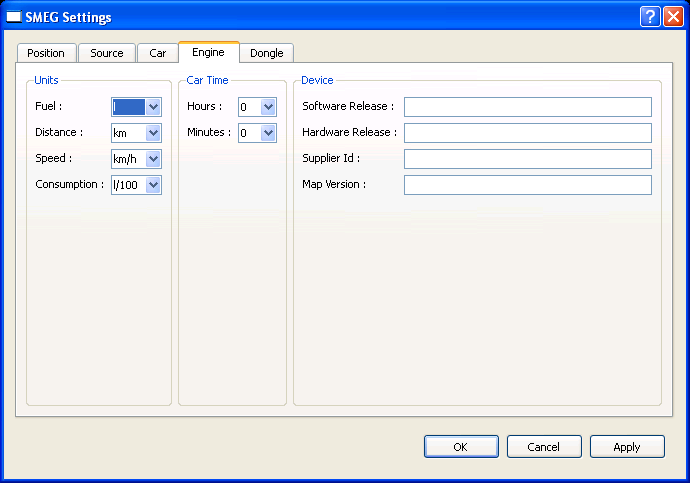 SMEG Settings
Position Source Car Engine Dongle
Units Car Time Device
Fuel : l Hours : 0 Software Release :
Distance : km Minutes : 0 Hardware Release :
Speed : km/h Supplier Id :
Consumption : l/100 Map Version :
OK Cancel Apply